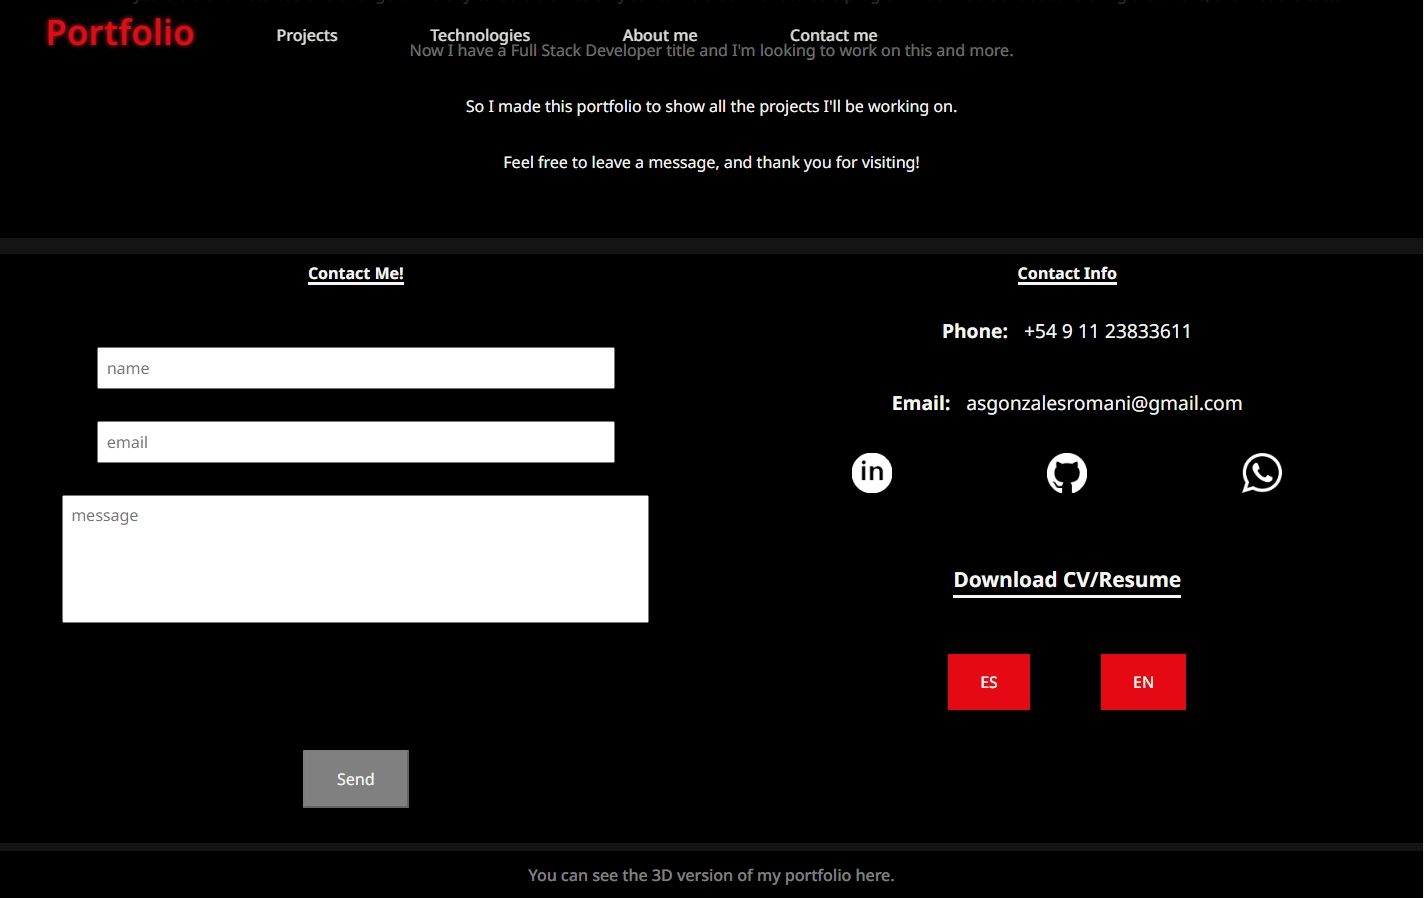 Portfolio
Projects
Technologies
About me
Contact me
Now I have a Full Stack Developer title and I'm looking to work on this and more.
So I made this portfolio to show all the projects I'll be working on.
Feel free to leave a message, and thank you for visiting!
Contact Me!
name
email
message
Send
Contact Info
Phone: +54 9 11 23833611
Email: asgonzalesromani@gmail.com
in
Download CV/Resume
ES
EN
You can see the 3D version of my portfolio here.